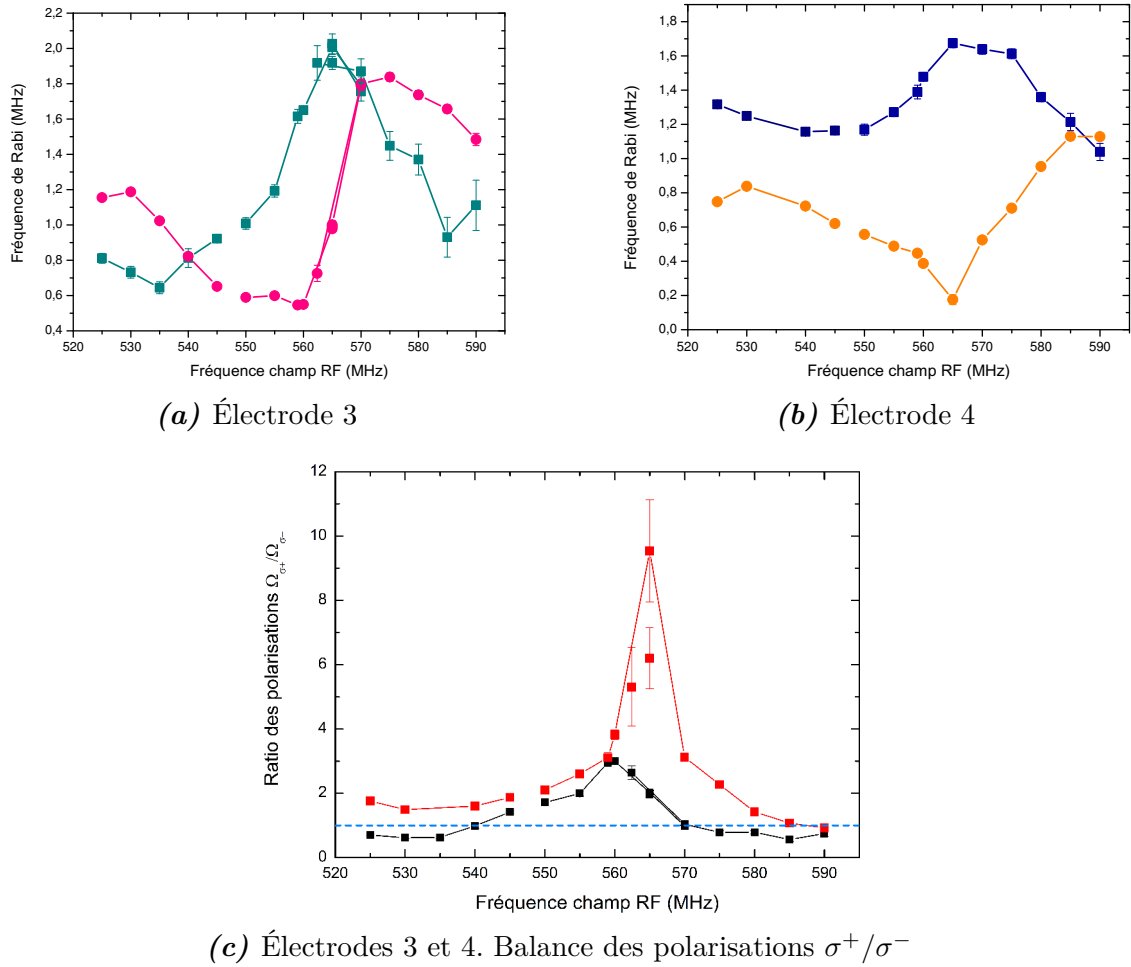 2,0
1,8
1,6
1,4
1,2
1,0
0,8
0,6
0,4
Fréquence de Rabi (MHz)
520 530 540 550 560 570 580 590
Fréquence champ RF (MHz)
(a) Électrode 3
2,0
1,8
1,6
1,4
1,2
1,0
0,8
0,6
0,4
0,2
0,0
Fréquence de Rabi (MHz)
520 530 540 550 560 570 580 590
Fréquence champ RF (MHz)
(b) Électrode 4
12
10
8
6
4
2
0
Ratio des polarisations Ω_σ+/Ω_σ−
520 530 540 550 560 570 580 590
Fréquence champ RF (MHz)
(c) Électrodes 3 et 4. Balance des polarisations σ⁺/σ⁻